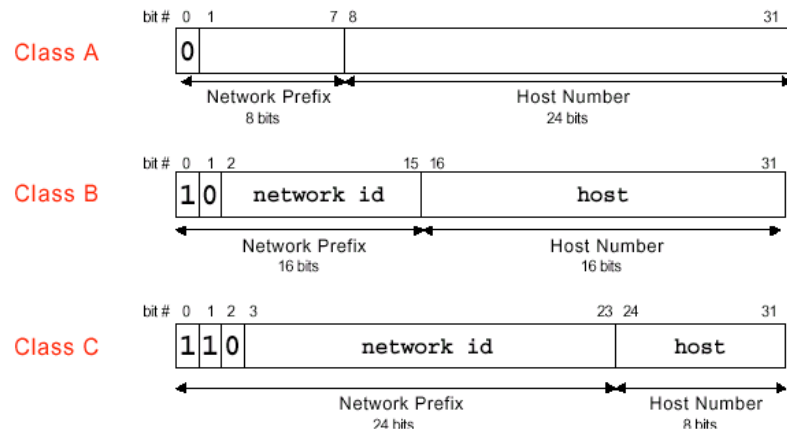 bit # 0 1 7 8 31
Class A 0
Network Prefix Host Number
8 bits 24 bits
bit # 0 1 2 15 16 31
Class B 1 0 network id host
Network Prefix Host Number
16 bits 16 bits
bit # 0 1 2 3 23 24 31
Class C 1 1 0 network id host
Network Prefix Host Number
24 bits 8 bits